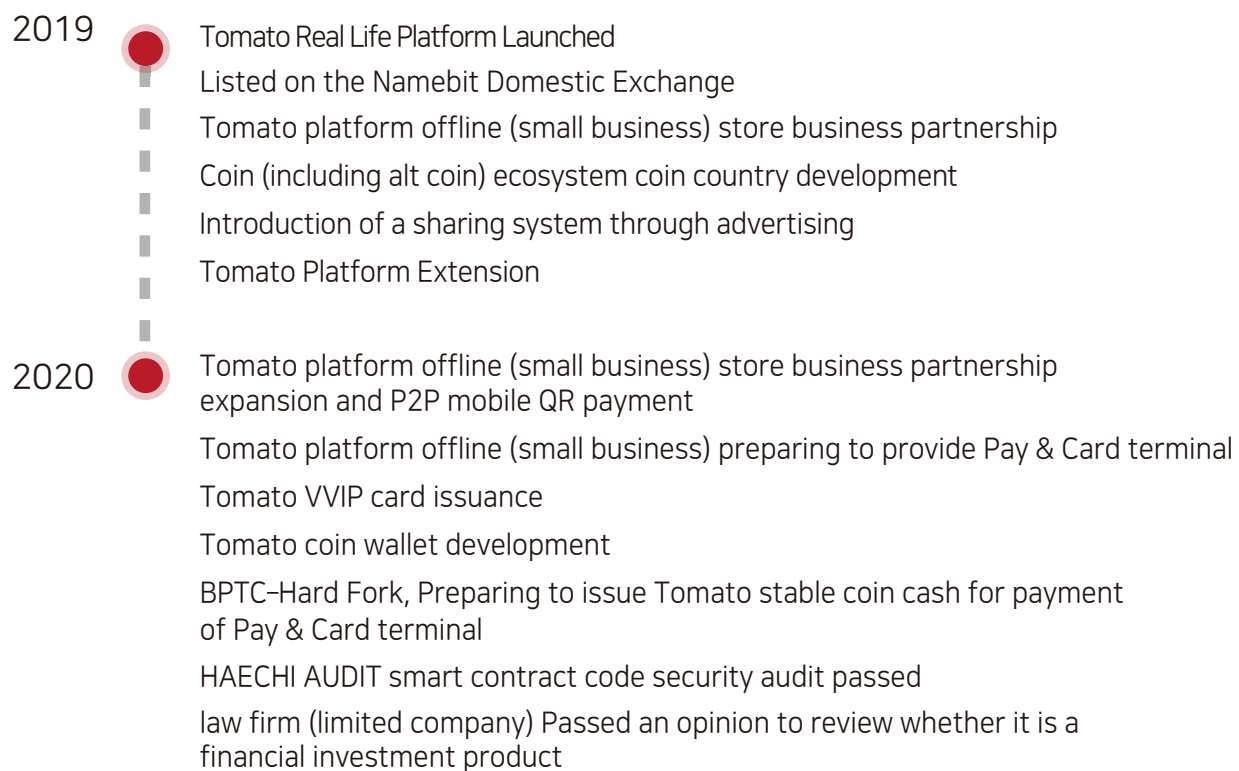 2019
Tomato Real Life Platform Launched
Listed on the Namebit Domestic Exchange
Tomato platform offline (small business) store business partnership
Coin (including alt coin) ecosystem coin country development
Introduction of a sharing system through advertising
Tomato Platform Extension
2020
Tomato platform offline (small business) store business partnership
expansion and P2P mobile QR payment
Tomato platform offline (small business) preparing to provide Pay & Card terminal
Tomato VVIP card issuance
Tomato coin wallet development
BPTC-Hard Fork, Preparing to issue Tomato stable coin cash for payment
of Pay & Card terminal
HAECHI AUDIT smart contract code security audit passed
law firm (limited company) Passed an opinion to review whether it is a
financial investment product